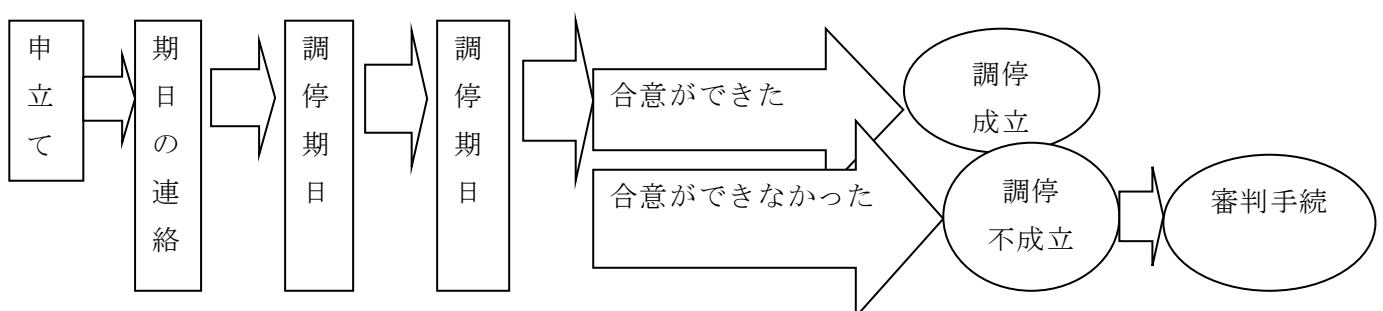 申立て
期日の連絡
調停期日
調停期日
合意ができた
調停
成立
合意ができなかった
調停
不成立
審判手続